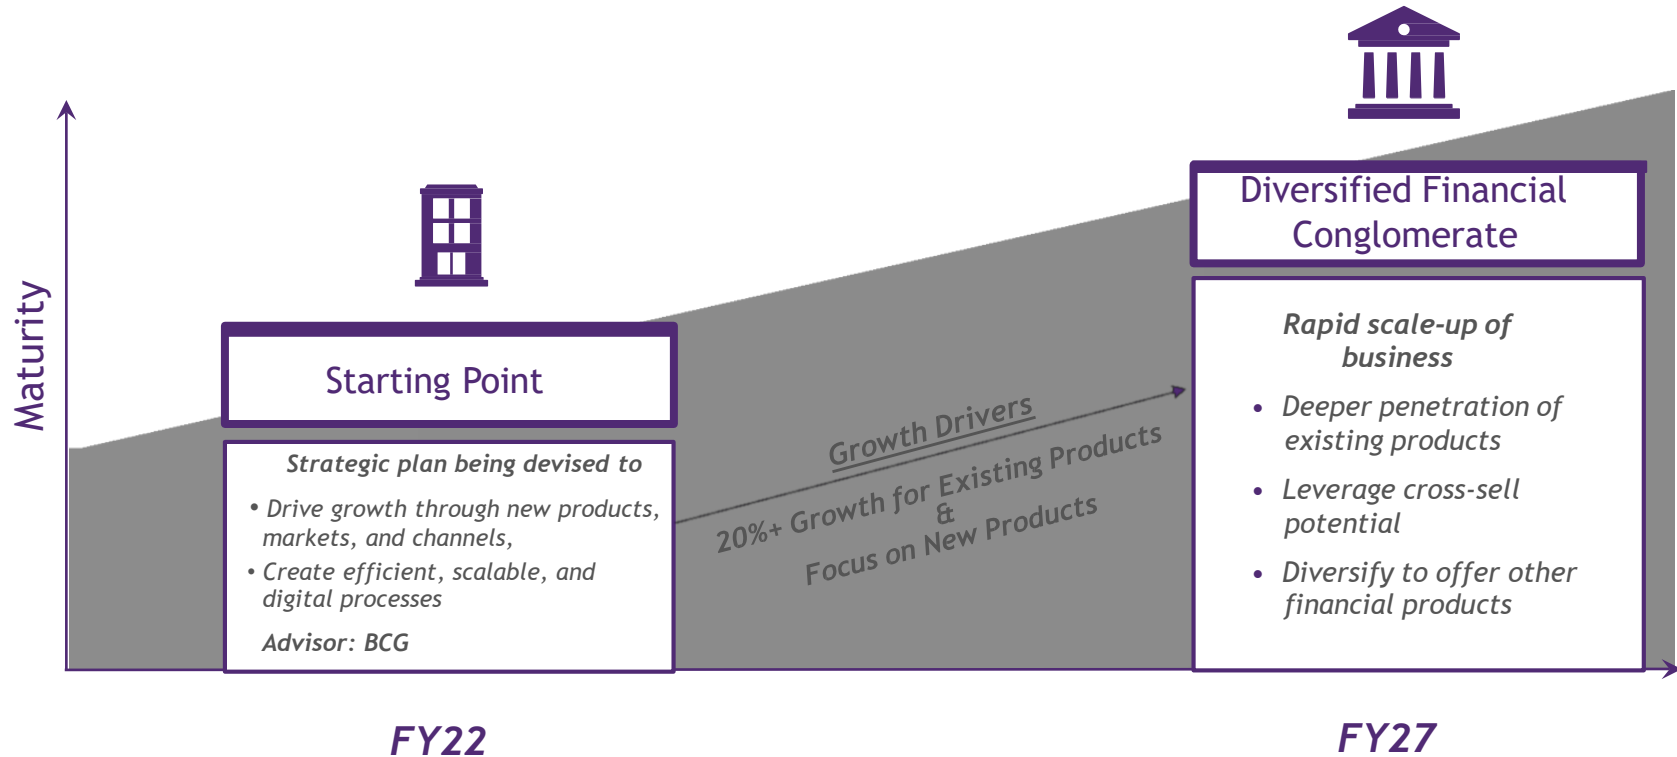 Maturity
Starting Point
Strategic plan being devised to
• Drive growth through new products,
markets, and channels,
• Create efficient, scalable, and
digital processes
Advisor: BCG
Growth Drivers
20%+ Growth for Existing Products
&
Focus on New Products
Diversified Financial
Conglomerate
Rapid scale-up of
business
• Deeper penetration of
existing products
• Leverage cross-sell
potential
• Diversify to offer other
financial products
FY22
FY27